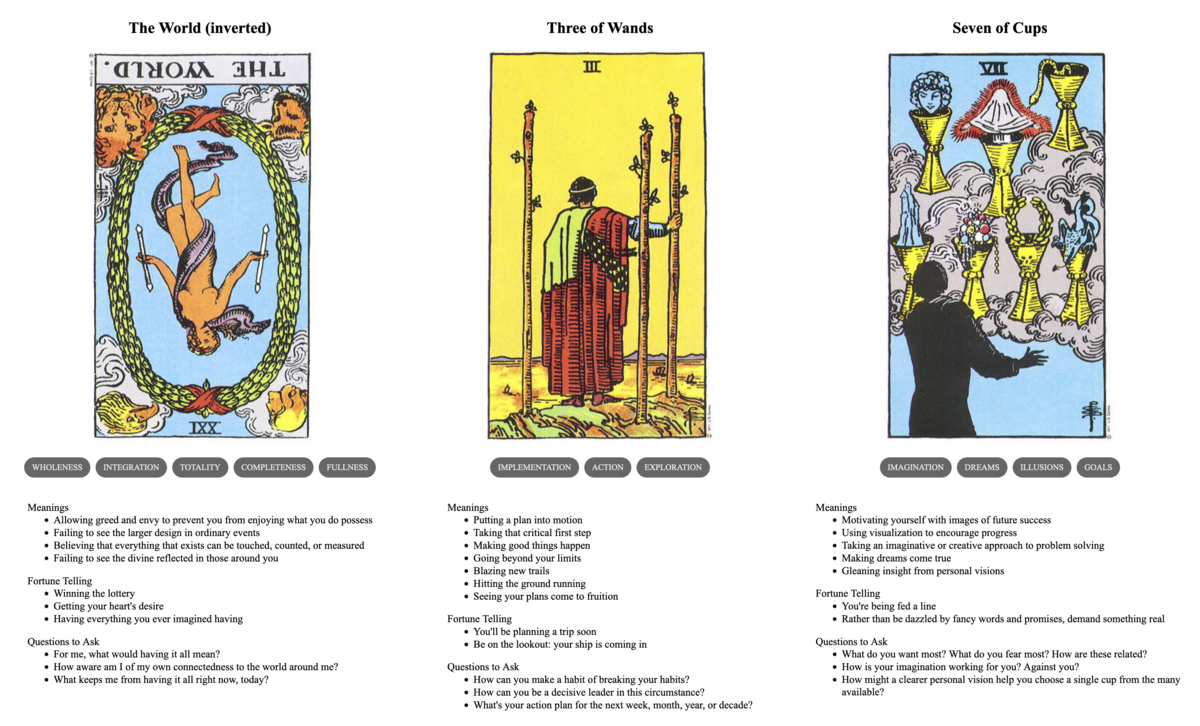 The World (inverted)
THE WORLD.
XXI
WHOLENESS
INTEGRATION
TOTALITY
COMPLETENESS
FULLNESS
Meanings
Allowing greed and envy to prevent you from enjoying what you do possess
Failing to see the larger design in ordinary events
Believing that everything that exists can be touched, counted, or measured
Failing to see the divine reflected in those around you
Fortune Telling
Winning the lottery
Getting your heart's desire
Having everything you ever imagined having
Questions to Ask
For me, what would having it all mean?
How aware am I of my own connectedness to the world around me?
What keeps me from having it all right now, today?
Three of Wands
III
IMPLEMENTATION
ACTION
EXPLORATION
Meanings
Putting a plan into motion
Taking that critical first step
Making good things happen
Going beyond your limits
Blazing new trails
Hitting the ground running
Seeing your plans come to fruition
Fortune Telling
You'll be planning a trip soon
Be on the lookout: your ship is coming in
Questions to Ask
How can you make a habit of breaking your habits?
How can you be a decisive leader in this circumstance?
What's your action plan for the next week, month, year, or decade?
Seven of Cups
VII
IMAGINATION
DREAMS
ILLUSIONS
GOALS
Meanings
Motivating yourself with images of future success
Using visualization to encourage progress
Taking an imaginative or creative approach to problem solving
Making dreams come true
Gleaning insight from personal visions
Fortune Telling
You're being fed a line
Rather than be dazzled by fancy words and promises, demand something real
Questions to Ask
What do you want most? What do you fear most? How are these related?
How is your imagination working for you? Against you?
How might a clearer personal vision help you choose a single cup from the many
available?